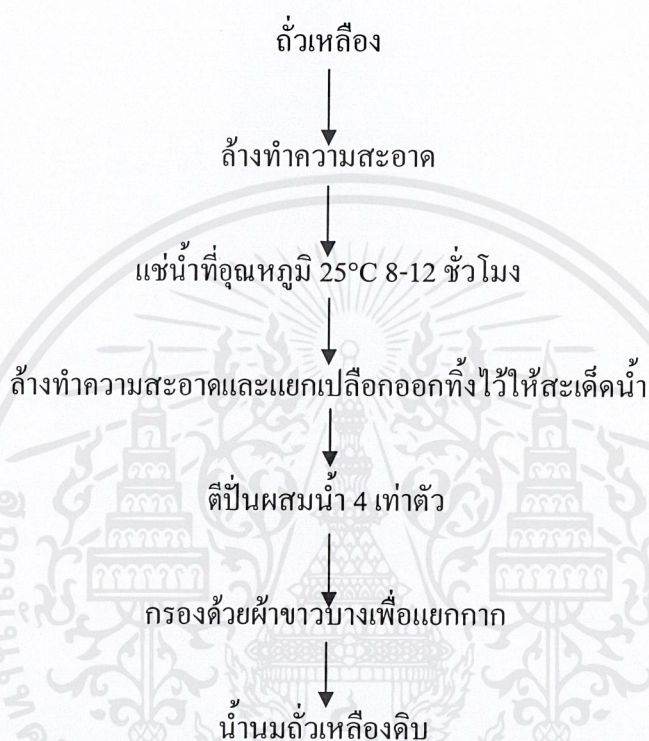 ถั่วเหลือง
ล้างทำความสะอาด
แช่น้ำที่อุณหภูมิ 25°C 8-12 ชั่วโมง
ล้างทำความสะอาดและแยกเปลือกออกทิ้งไว้ให้สะเด็ดน้ำ
ตีปั่นผสมน้ำ 4 เท่าตัว
กรองด้วยผ้าขาวบางเพื่อแยกกาก
น้ำนมถั่วเหลืองดิบ